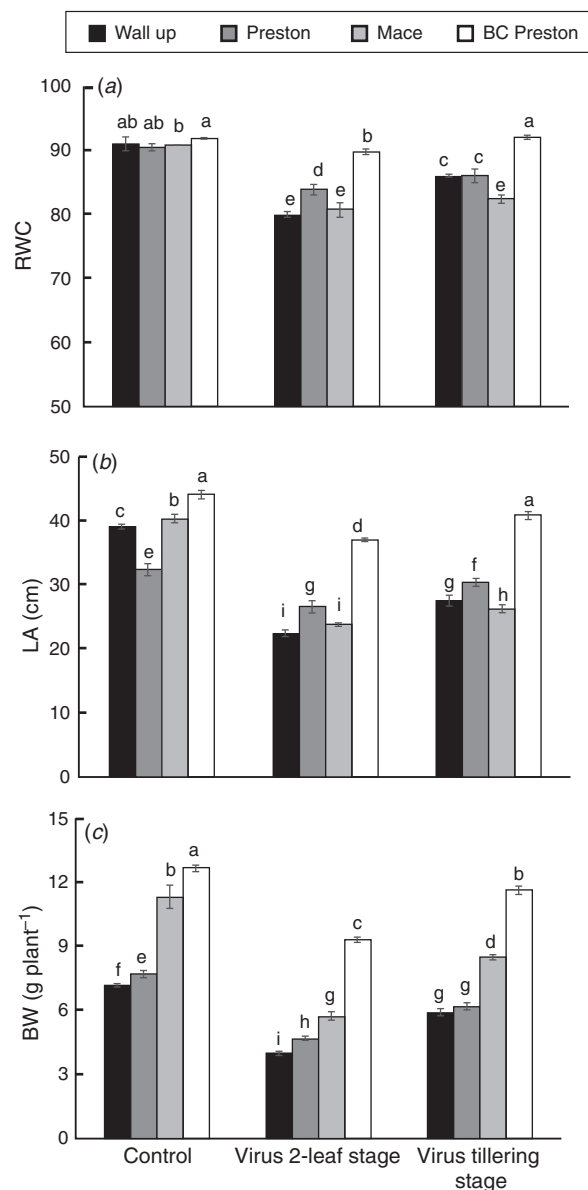 Wall up Preston Mace BC Preston
(a)
100
90
80
70
60
50
RWC
ab ab b a
e d e b
c c e a
(b)
50
40
30
20
10
0
LA (cm)
c e b a
i g i d
g f h a
(c)
15
12
9
6
3
0
BW (g plant–1)
f e b a
i h g c
g g d b
Control Virus 2-leaf stage Virus tillering
stage